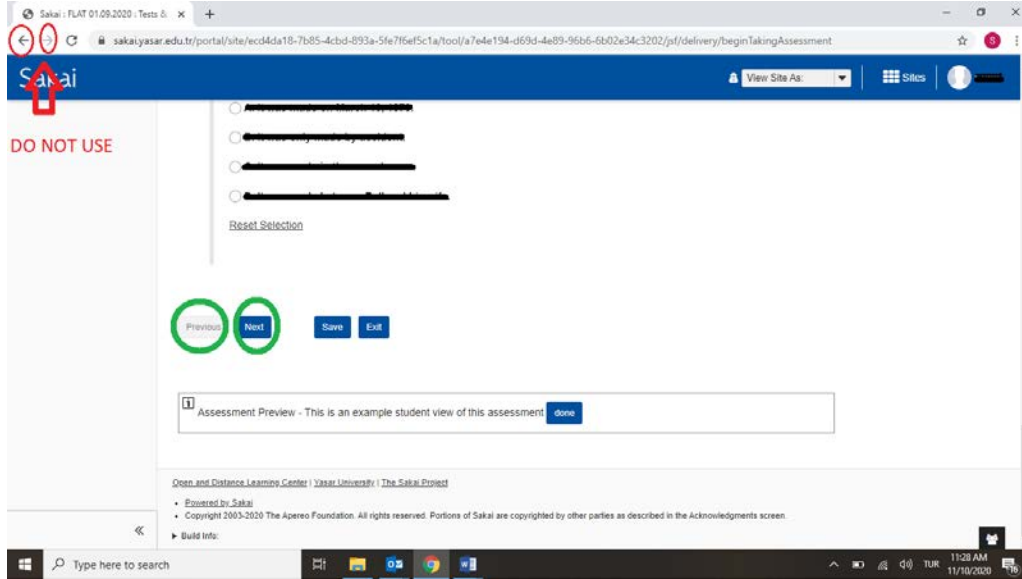 Sakai : FLAT 01.09.2020 : Tests &
sakai.yasar.edu.tr/portal/site/ecd4da18-7b85-4cbd-893a-5fe7f6ef5c1a/tool/a7e4e194-d69d-4e89-96b6-6b02e34c3202/jsf/delivery/beginTakingAssessment
S
Sakai
View Site As:
Sites
DO NOT USE
Reset Selection
Previous
Next
Save
Exit
Assessment Preview - This is an example student view of this assessment
done
Open and Distance Learning Center | Yasar University | The Sakai Project
• Powered by Sakai
• Copyright 2003-2020 The Apereo Foundation. All rights reserved. Portions of Sakai are copyrighted by other parties as described in the Acknowledgments screen.
▶ Build Info:
Type here to search
TUR
11:28 AM
11/10/2020